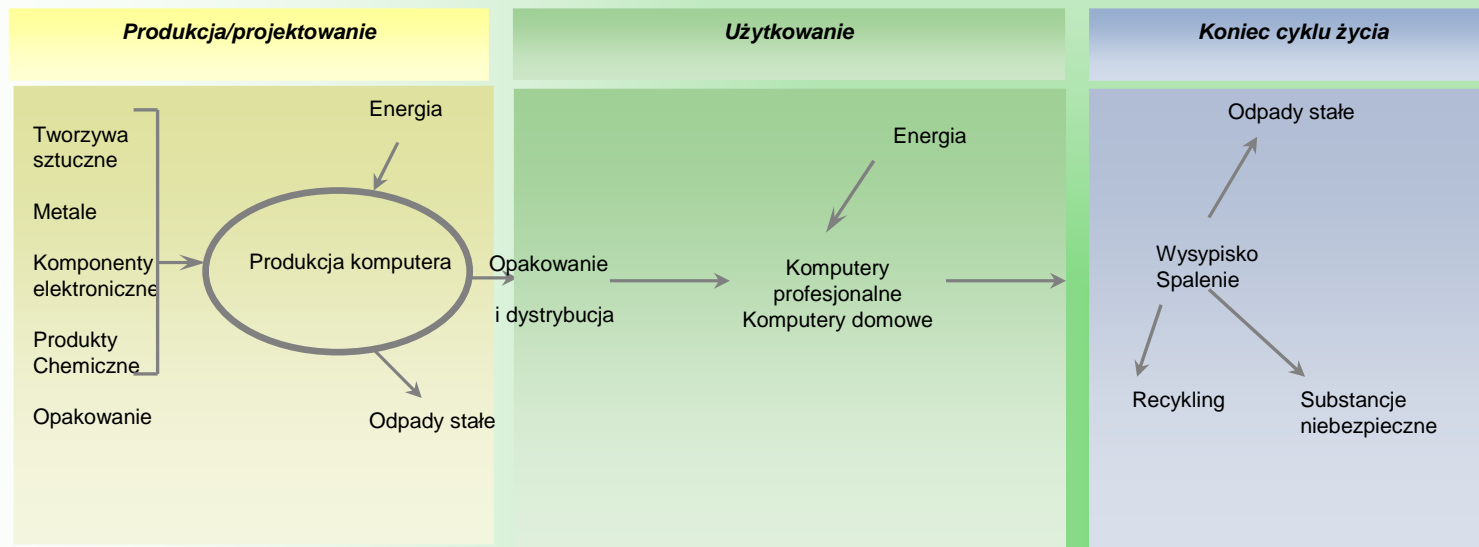 Produkcja/projektowanie
Użytkowanie
Koniec cyklu życia
Tworzywa
sztuczne
Metale
Komponenty
elektroniczne
Produkty
Chemiczne
Opakowanie
Energia
Produkcja komputera
Odpady stałe
Opakowanie
i dystrybucja
Energia
Komputery
profesjonalne
Komputery domowe
Odpady stałe
Wysypisko
Spalenie
Recykling
Substancje
niebezpieczne